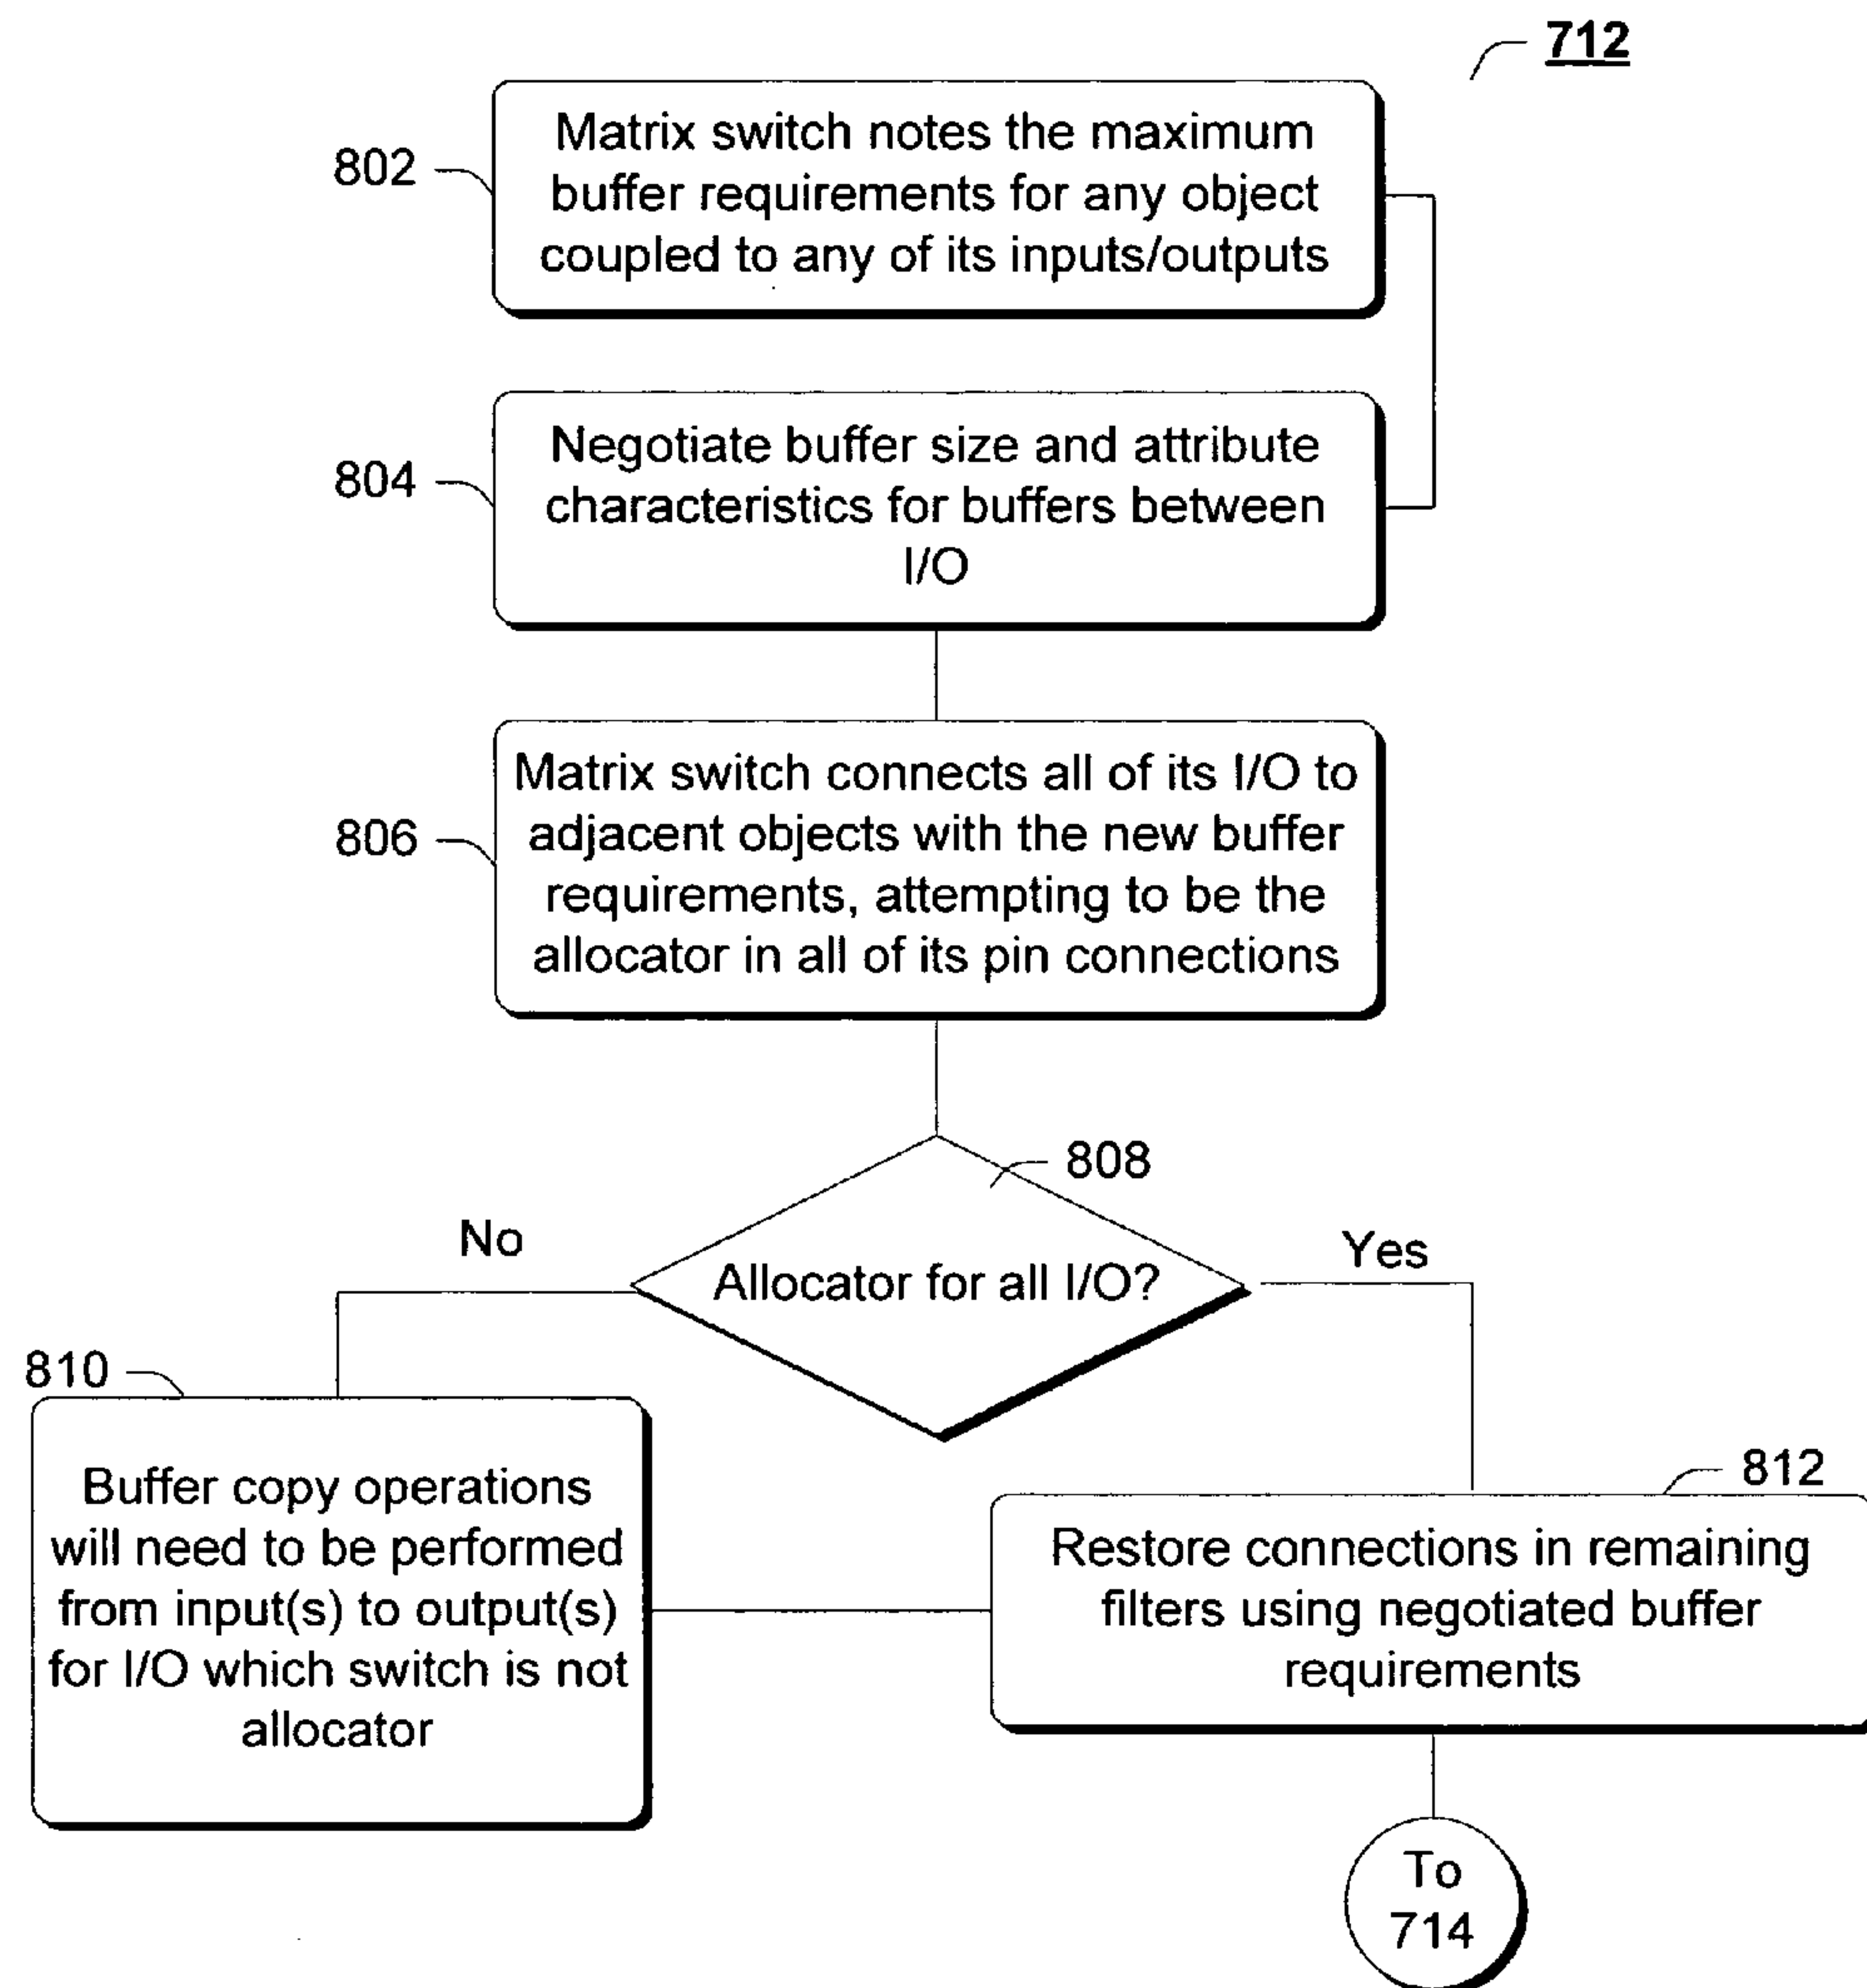 712
802
Matrix switch notes the maximum
buffer requirements for any object
coupled to any of its inputs/outputs
804
Negotiate buffer size and attribute
characteristics for buffers between
I/O
806
Matrix switch connects all of its I/O to
adjacent objects with the new buffer
requirements, attempting to be the
allocator in all of its pin connections
808
No
Yes
Allocator for all I/O?
810
Buffer copy operations
will need to be performed
from input(s) to output(s)
for I/O which switch is not
allocator
812
Restore connections in remaining
filters using negotiated buffer
requirements
To
714